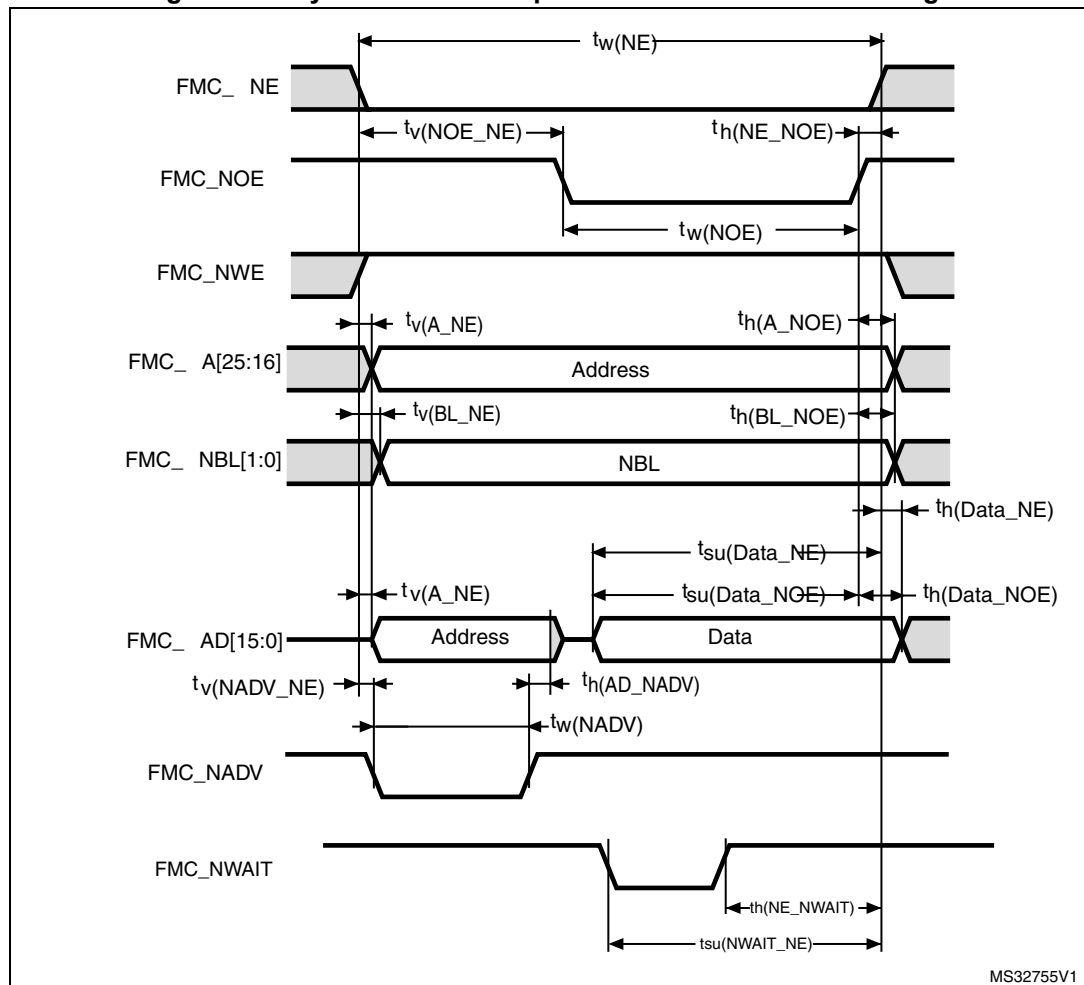 tw(NE)
FMC_ NE
tv(NOE_NE)
th(NE_NOE)
FMC_NOE
tw(NOE)
FMC_NWE
tv(A_NE)
th(A_NOE)
FMC_ A[25:16]
Address
tv(BL_NE)
th(BL_NOE)
FMC_ NBL[1:0]
NBL
th(Data_NE)
tsu(Data_NE)
tv(A_NE)
tsu(Data_NOE)
th(Data_NOE)
FMC_ AD[15:0]
Address
Data
tv(NADV_NE)
th(AD_NADV)
tw(NADV)
FMC_NADV
FMC_NWAIT
th(NE_NWAIT)
tsu(NWAIT_NE)
MS32755V1